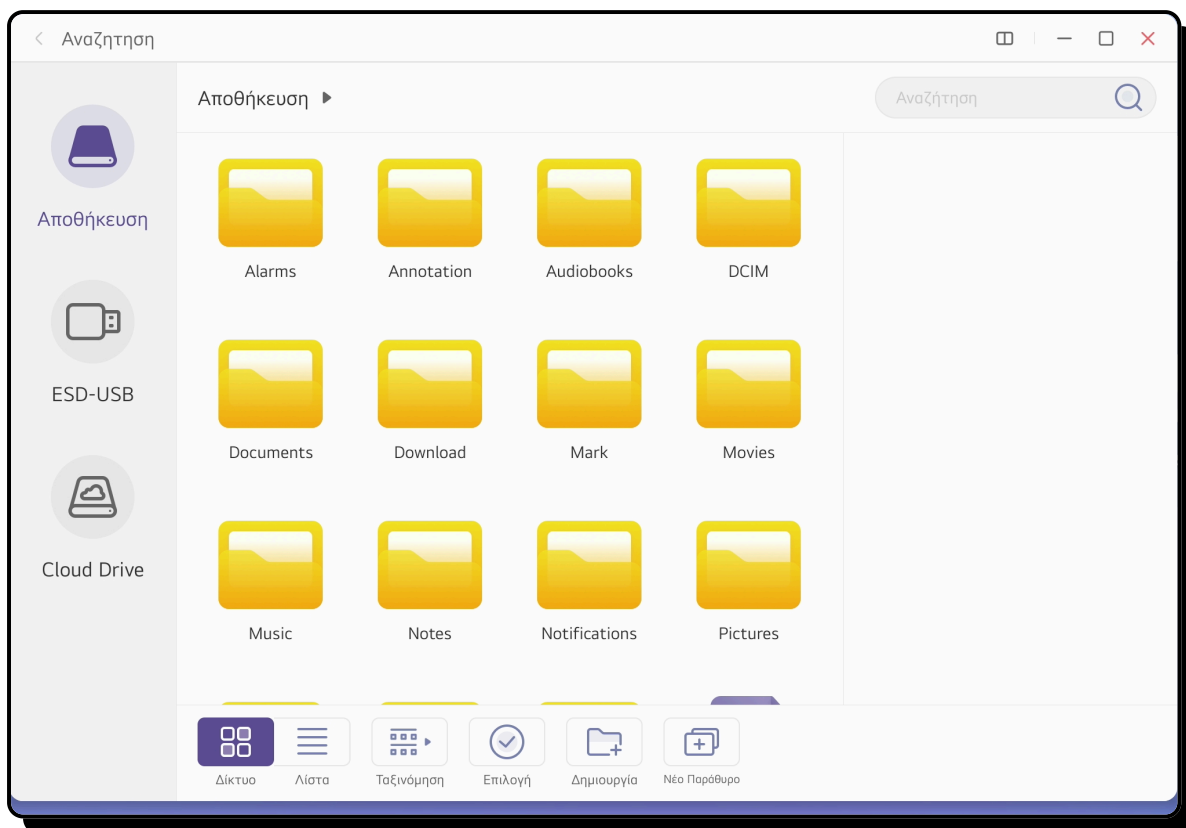 Αναζητηση
Αποθήκευση
Αναζήτηση
Αποθήκευση
ESD-USB
Cloud Drive
Alarms Annotation Audiobooks DCIM
Documents Download Mark Movies
Music Notes Notifications Pictures
Δίκτυο Λίστα Ταξινόμηση Επιλογή Δημιουργία Νέο Παράθυρο